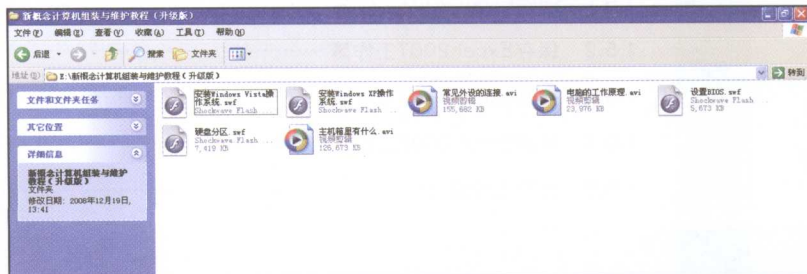 新概念计算机组装与维护教程（升级版）
文件(F) 编辑(E) 查看(V) 收藏(A) 工具(T) 帮助(H)
后退 搜索 文件夹
地址(D) E:\新概念计算机组装与维护教程（升级版） 转到
文件和文件夹任务
其它位置
详细信息
新概念计算机组装与维护
教程（升级版）
文件夹
修改日期: 2008年12月19日,
13:41
安装Windows Vista操
作系统.swf
Shockwave Flash ...
安装Windows XP操作
系统.swf
Shockwave Flash ...
常见外设的连接.avi
视频剪辑
155,682 KB
电脑的工作原理.avi
视频剪辑
23,976 KB
设置BIOS.swf
Shockwave Flash ...
5,673 KB
硬盘分区.swf
Shockwave Flash ...
7,419 KB
主机箱里有什么.avi
视频剪辑
126,673 KB